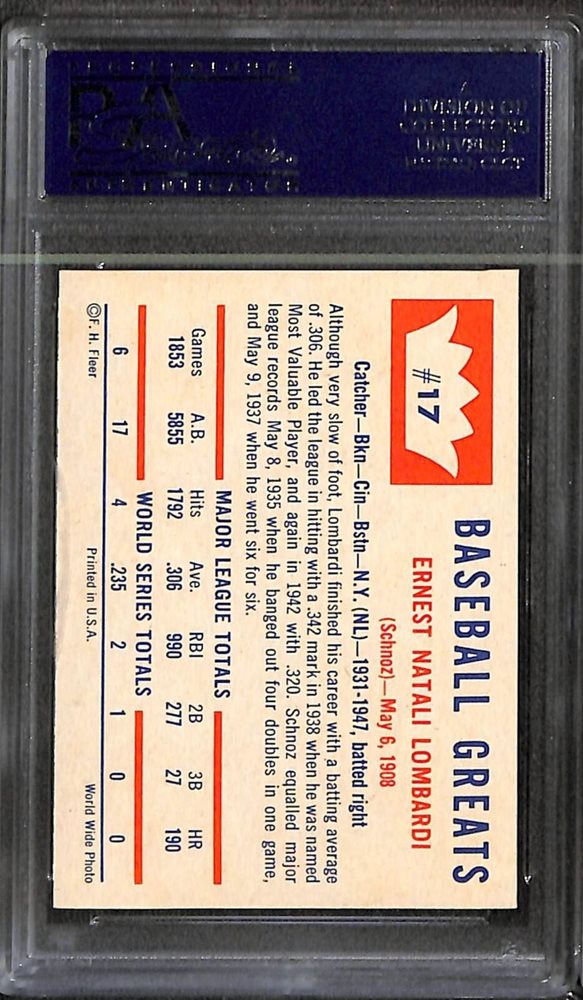 PSA
DIVISION OF
COLLECTORS
UNIVERSE
#17
BASEBALL GREATS
ERNEST NATALI LOMBARDI
(Schnoz)—May 6, 1908
Catcher—Bkn—Cin—Bstn—N.Y. (NL)—1931-1947, batted right
Although very slow of foot, Lombardi finished his career with a batting average
of .306. He led the league in hitting with a .342 mark in 1938 when he was named
Most Valuable Player, and again in 1942 with .320. Schnoz equalled major
league records May 8, 1935 when he banged out four doubles in one game,
and May 9, 1937 when he went six for six.
MAJOR LEAGUE TOTALS
Games A.B. Hits Ave. RBI 2B 3B HR
1853 5855 1792 .306 990 277 27 190
WORLD SERIES TOTALS
6 17 4 .235 2 1 0 0
©F. H. Fleer Printed in U.S.A. World Wide Photo